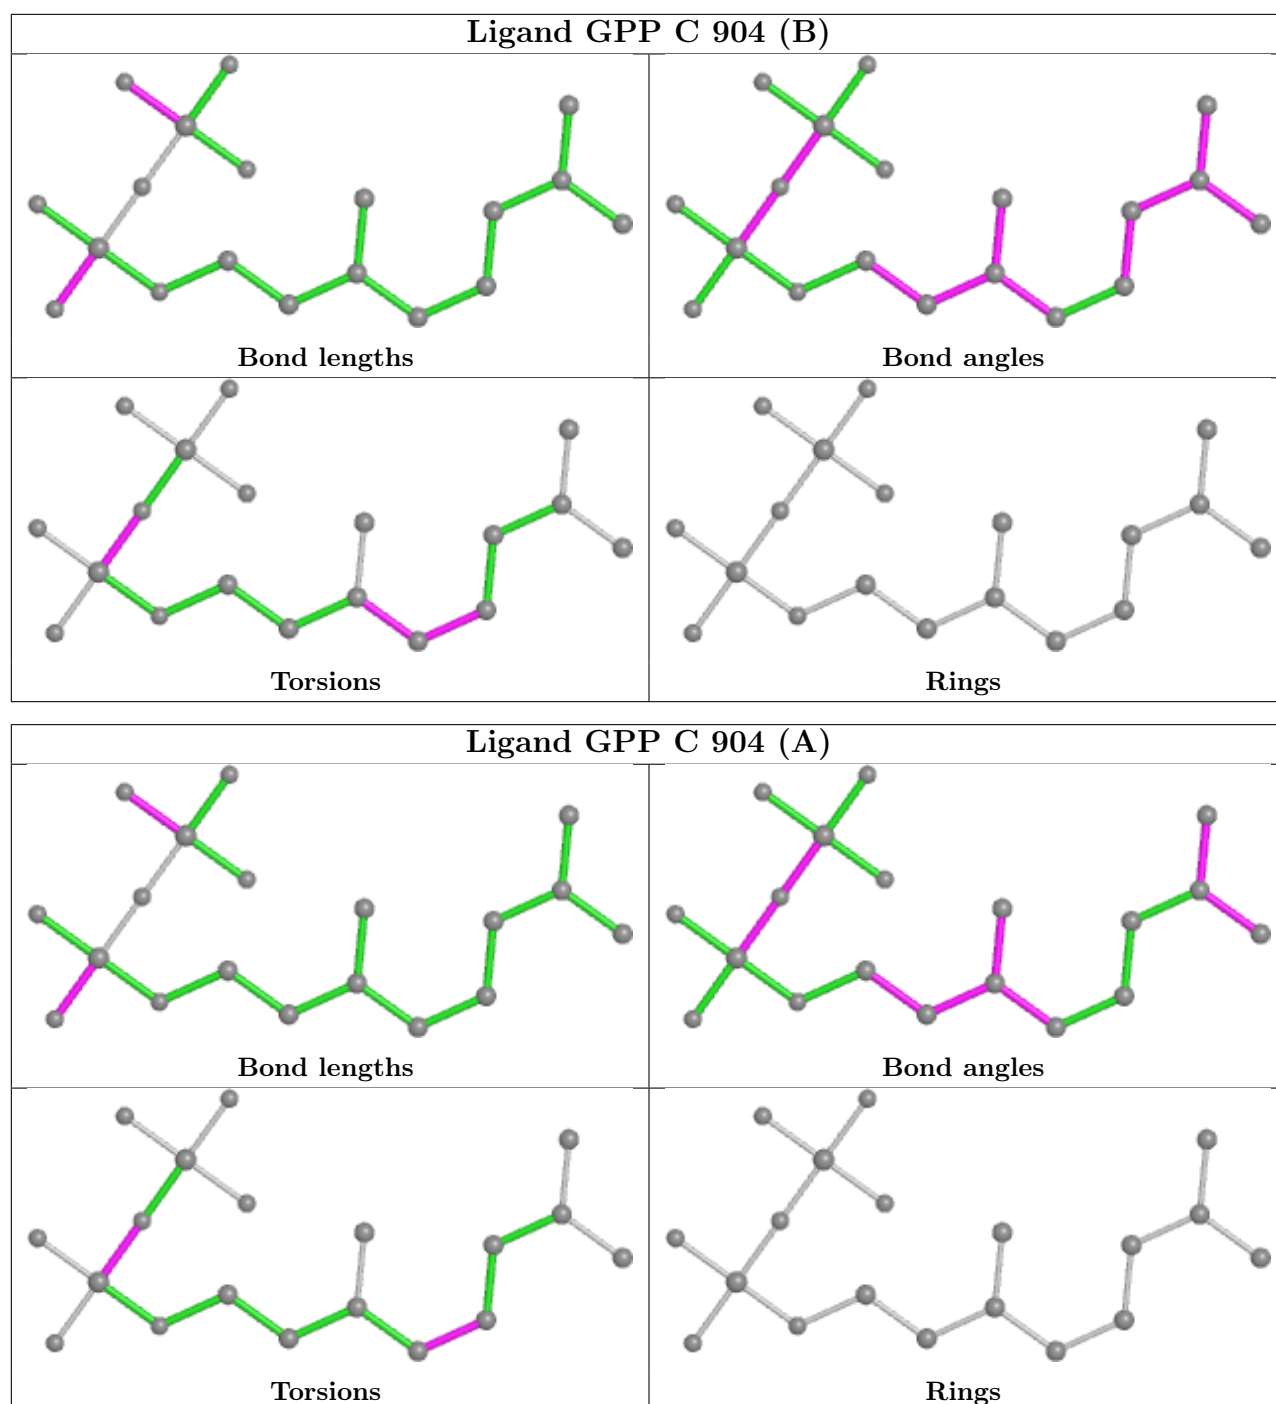 Ligand GPP C 904 (B)
Bond lengths
Bond angles
Torsions
Rings
Ligand GPP C 904 (A)
Bond lengths
Bond angles
Torsions
Rings